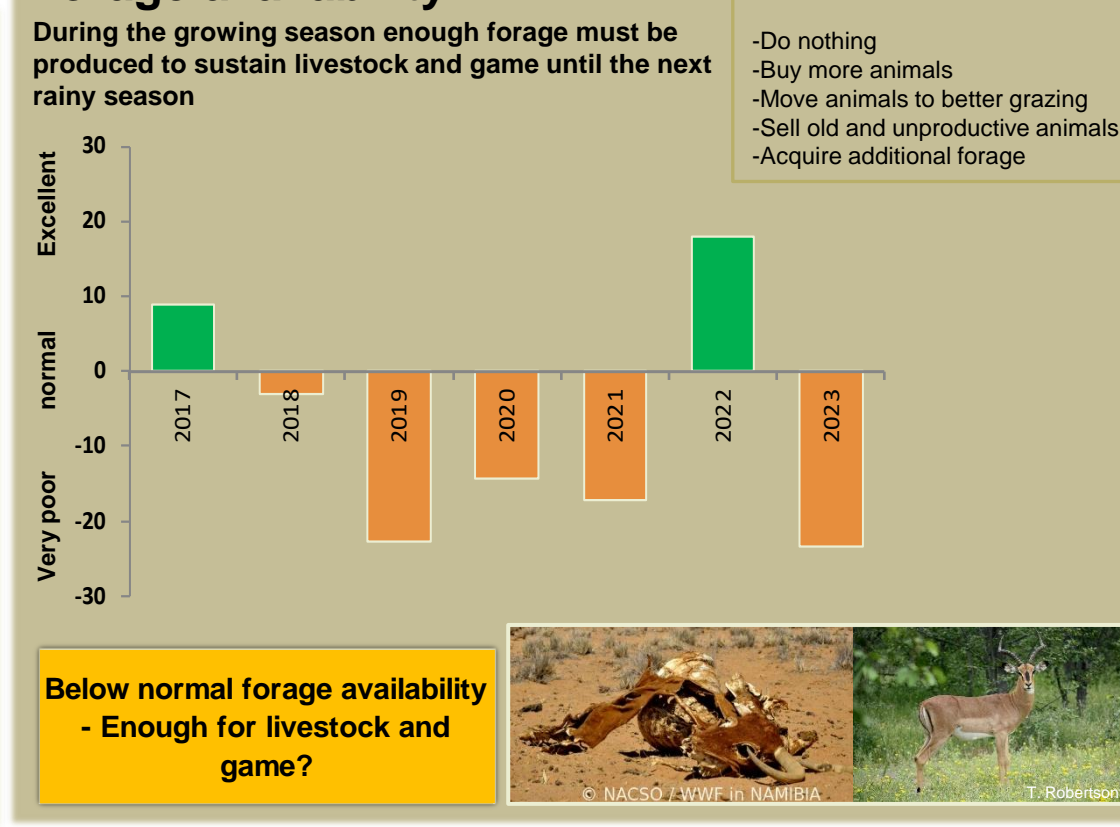 During the growing season enough forage must be
produced to sustain livestock and game until the next
rainy season
-Do nothing
-Buy more animals
-Move animals to better grazing
-Sell old and unproductive animals
-Acquire additional forage
Excellent
normal
Very poor
30
20
10
0
-10
-20
-30
2017
2018
2019
2020
2021
2022
2023
Below normal forage availability
- Enough for livestock and
game?
© NACSO / WWF in NAMIBIA
T. Robertson